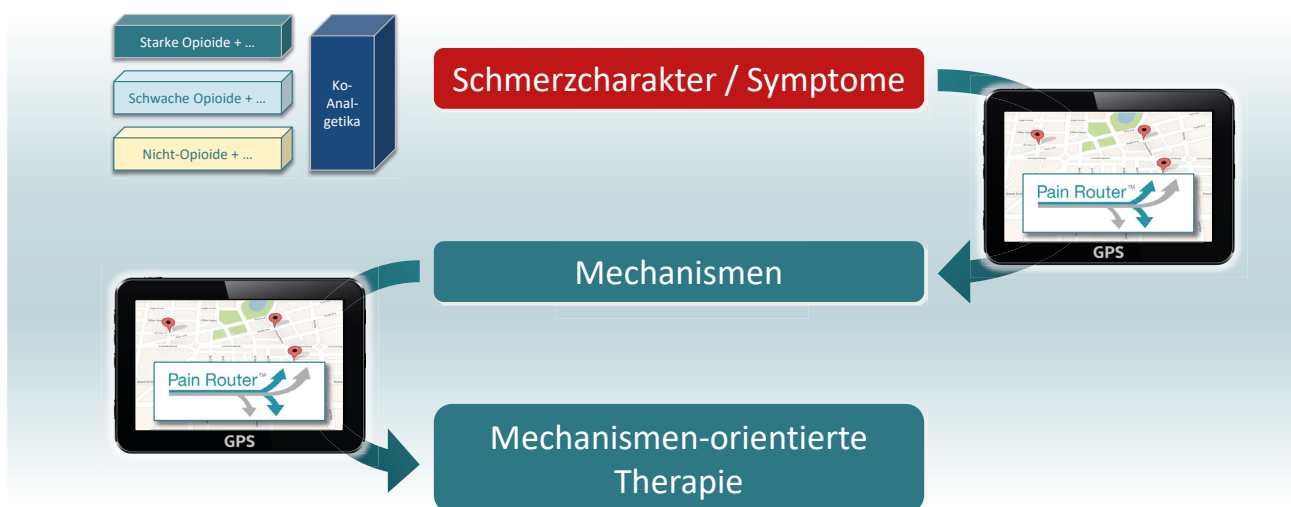 Starke Opioide + ...
Schwache Opioide + ...
Nicht-Opioide + ...
Ko-
Anal-
getika
Schmerzcharakter / Symptome
Pain Router™
GPS
Mechanismen
Pain Router™
GPS
Mechanismen-orientierte
Therapie